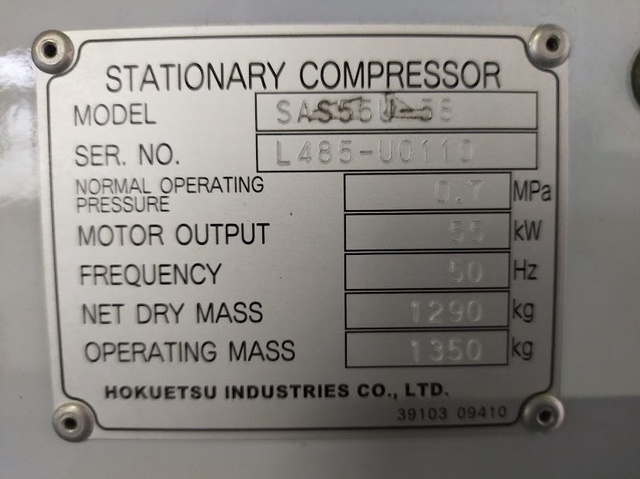 STATIONARY COMPRESSOR
MODEL
SER. NO. L485-U0110
NORMAL OPERATING PRESSURE 0.7 MPa
MOTOR OUTPUT 55 kW
FREQUENCY 50 Hz
NET DRY MASS 1290 kg
OPERATING MASS 1350 kg
HOKUETSU INDUSTRIES CO., LTD.
39103 09410